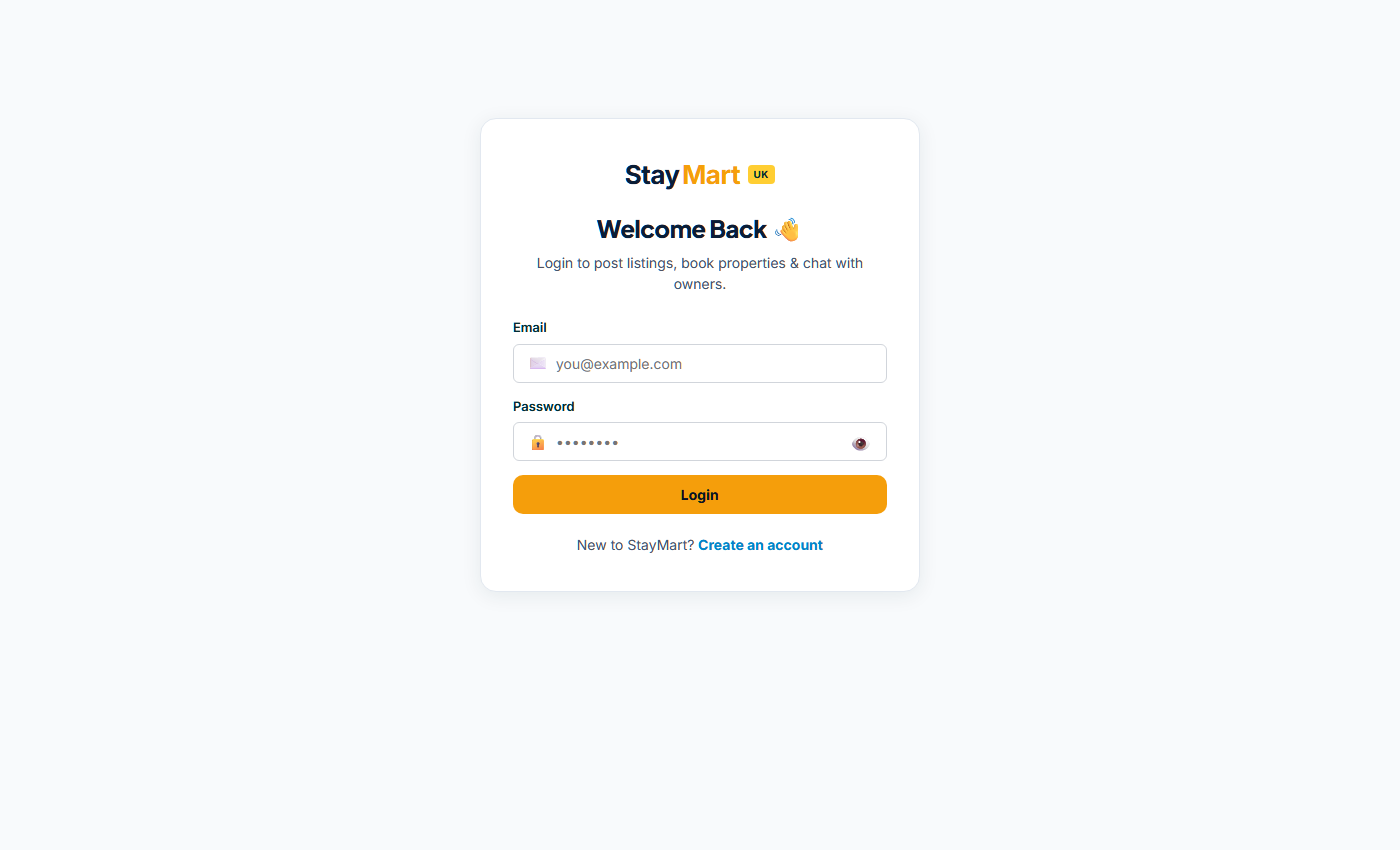 StayMart UK
Welcome Back 👋
Login to post listings, book properties & chat with
owners.
Email
you@example.com
Password
••••••••
Login
New to StayMart? Create an account